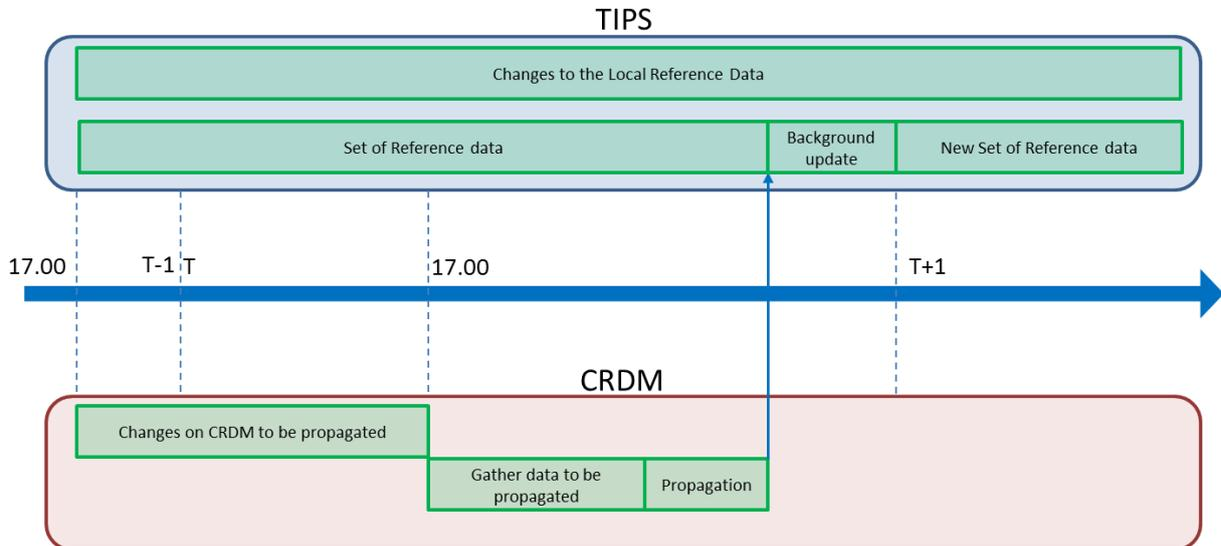 TIPS
Changes to the Local Reference Data
Set of Reference data
Background
update
New Set of Reference data
17.00
T-1
T
17.00
T+1
CRDM
Changes on CRDM to be propagated
Gather data to be
propagated
Propagation